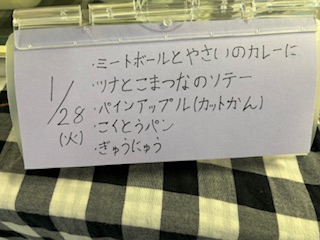 1/28
(火)
・ミートボールとやさいのカレーに
・ツナとこまつなのソテー
・パインアップル(カットかん)
・こくとうパン
・ぎゅうにゅう